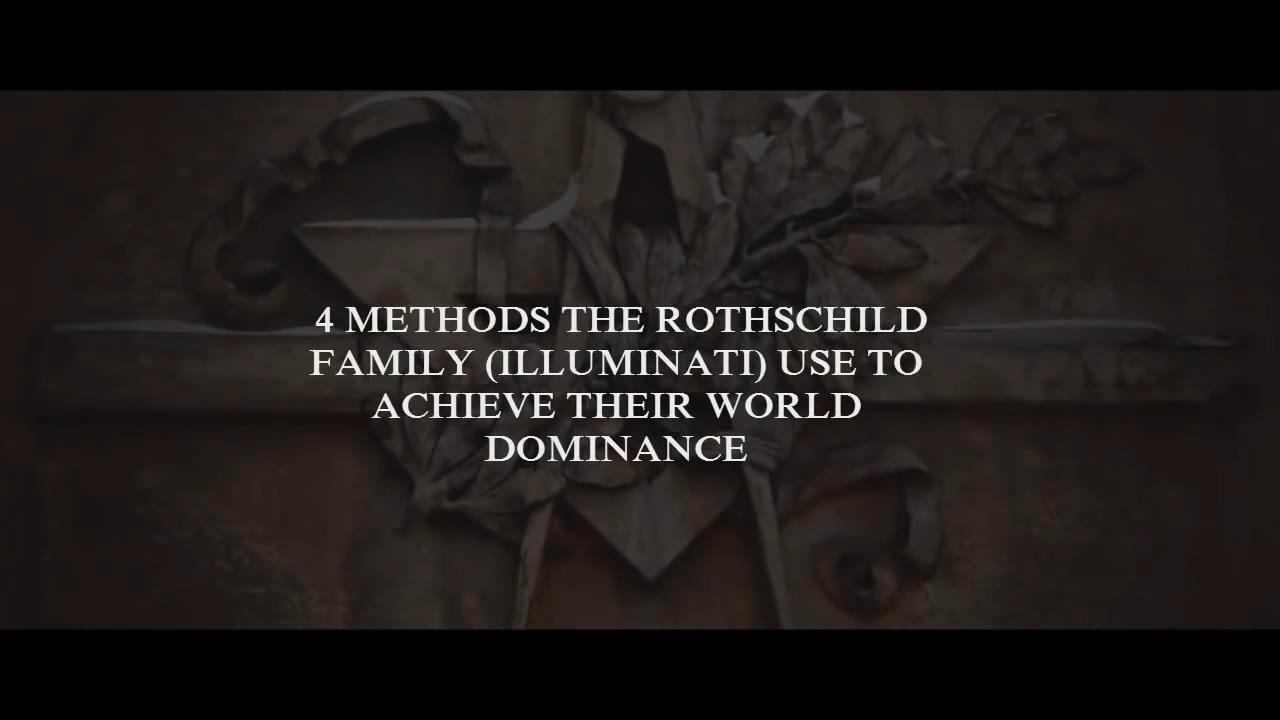 4 METHODS THE ROTHSCHILD
FAMILY (ILLUMINATI) USE TO
ACHIEVE THEIR WORLD
DOMINANCE